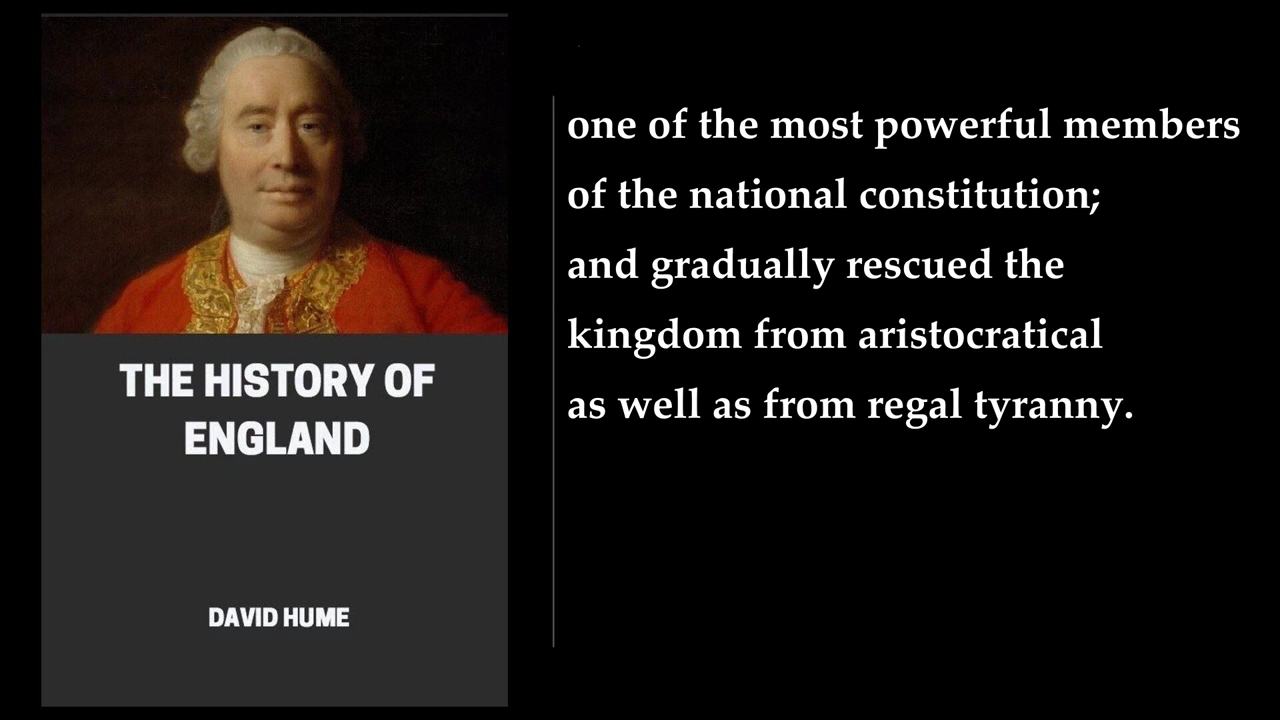 THE HISTORY OF
ENGLAND
DAVID HUME
one of the most powerful members
of the national constitution;
and gradually rescued the
kingdom from aristocratical
as well as from regal tyranny.